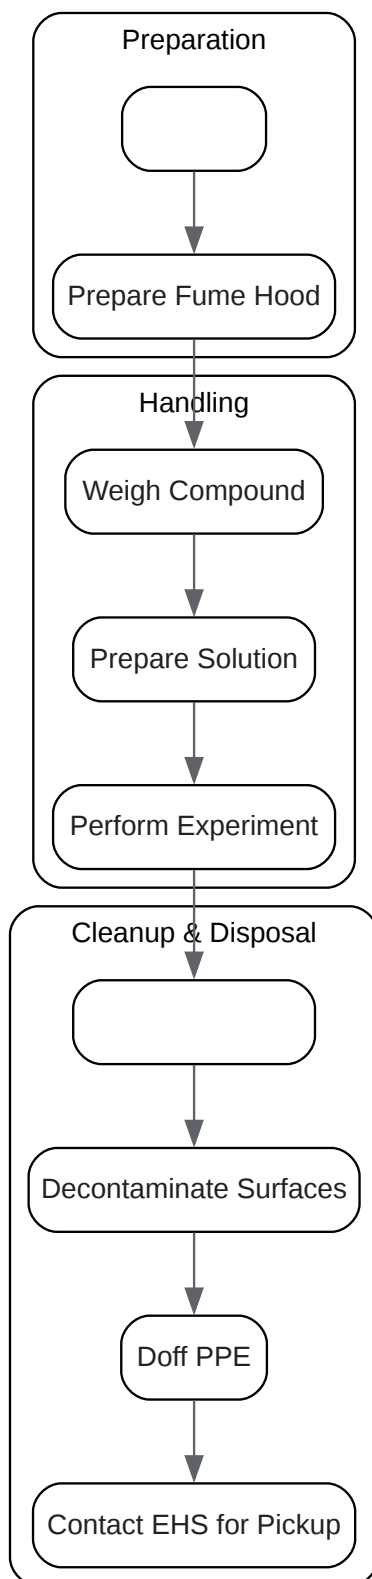 Preparation
Prepare Fume Hood
Handling
Weigh Compound
Prepare Solution
Perform Experiment
Cleanup & Disposal
Decontaminate Surfaces
Doff PPE
Contact EHS for Pickup